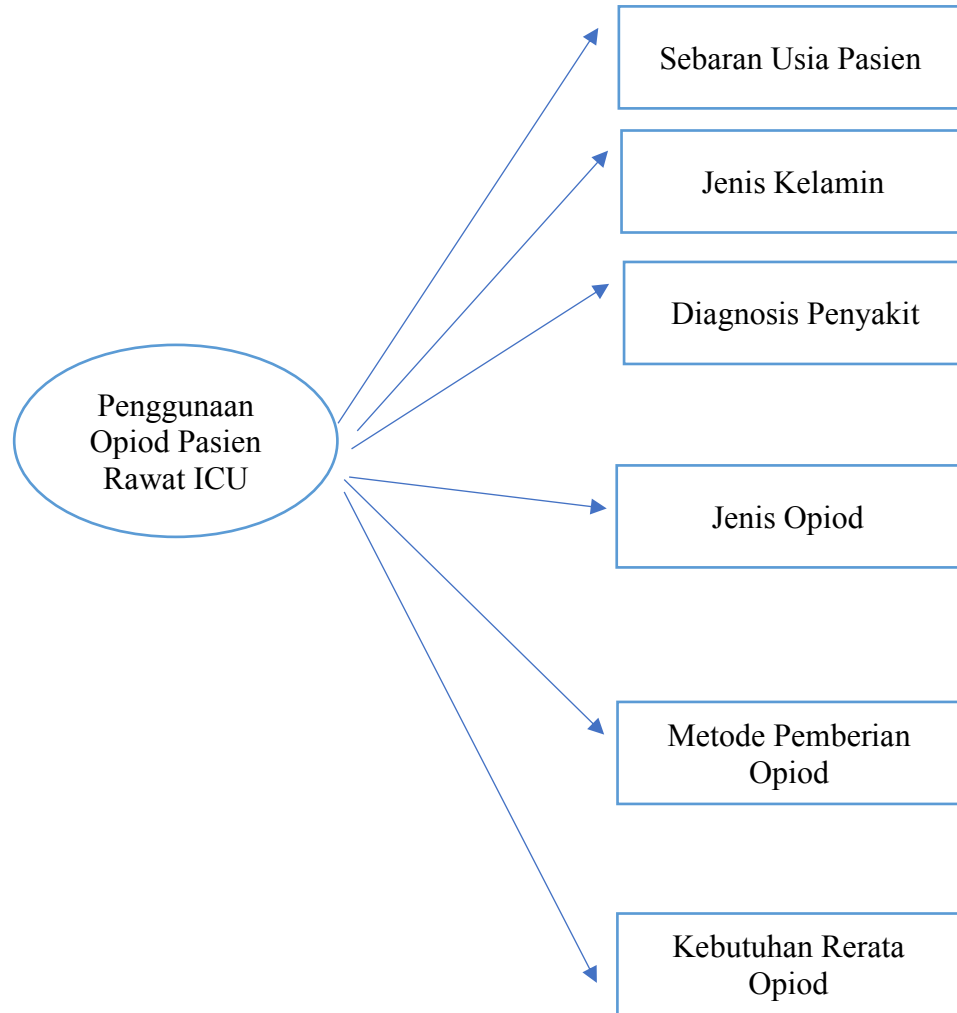 Sebaran Usia Pasien
Jenis Kelamin
Diagnosis Penyakit
Penggunaan
Opiod Pasien
Rawat ICU
Jenis Opiod
Metode Pemberian
Opiod
Kebutuhan Rerata
Opiod